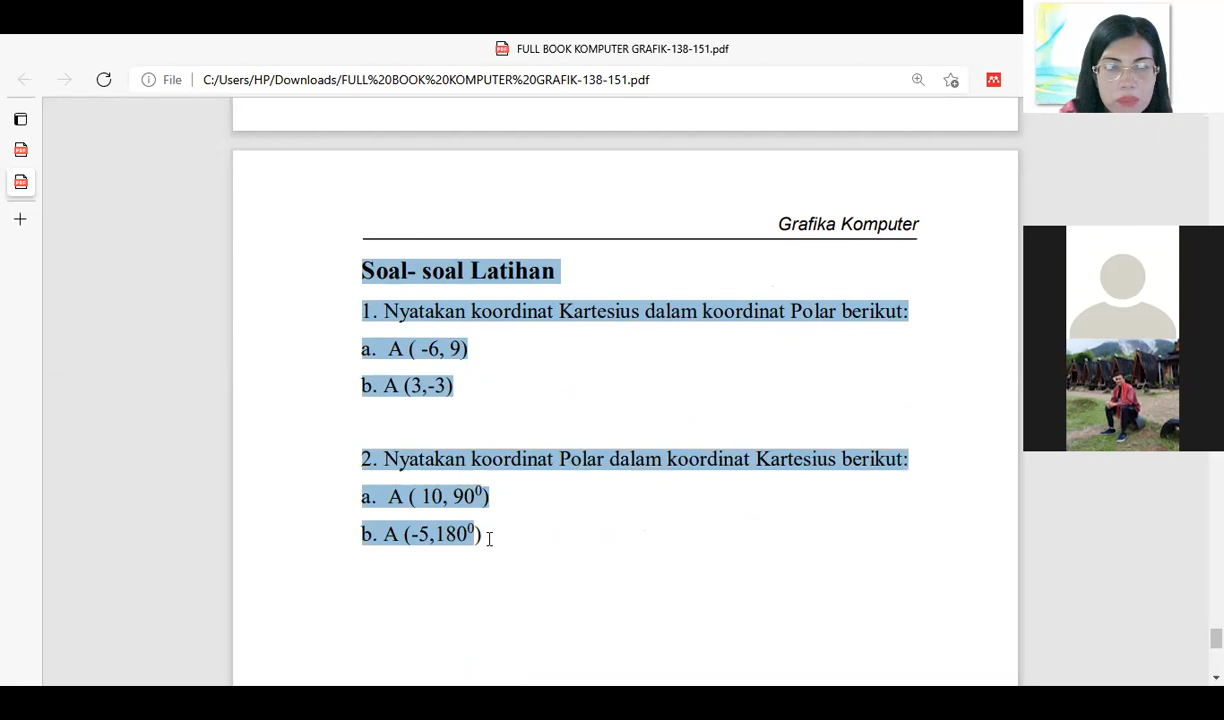 FULL BOOK KOMPUTER GRAFIK-138-151.pdf
File C:/Users/HP/Downloads/FULL%20BOOK%20KOMPUTER%20GRAFIK-138-151.pdf
Grafika Komputer
Soal- soal Latihan
1. Nyatakan koordinat Kartesius dalam koordinat Polar berikut:
a. A ( -6, 9)
b. A (3,-3)
2. Nyatakan koordinat Polar dalam koordinat Kartesius berikut:
a. A ( 10, 90⁰)
b. A (-5,180⁰)